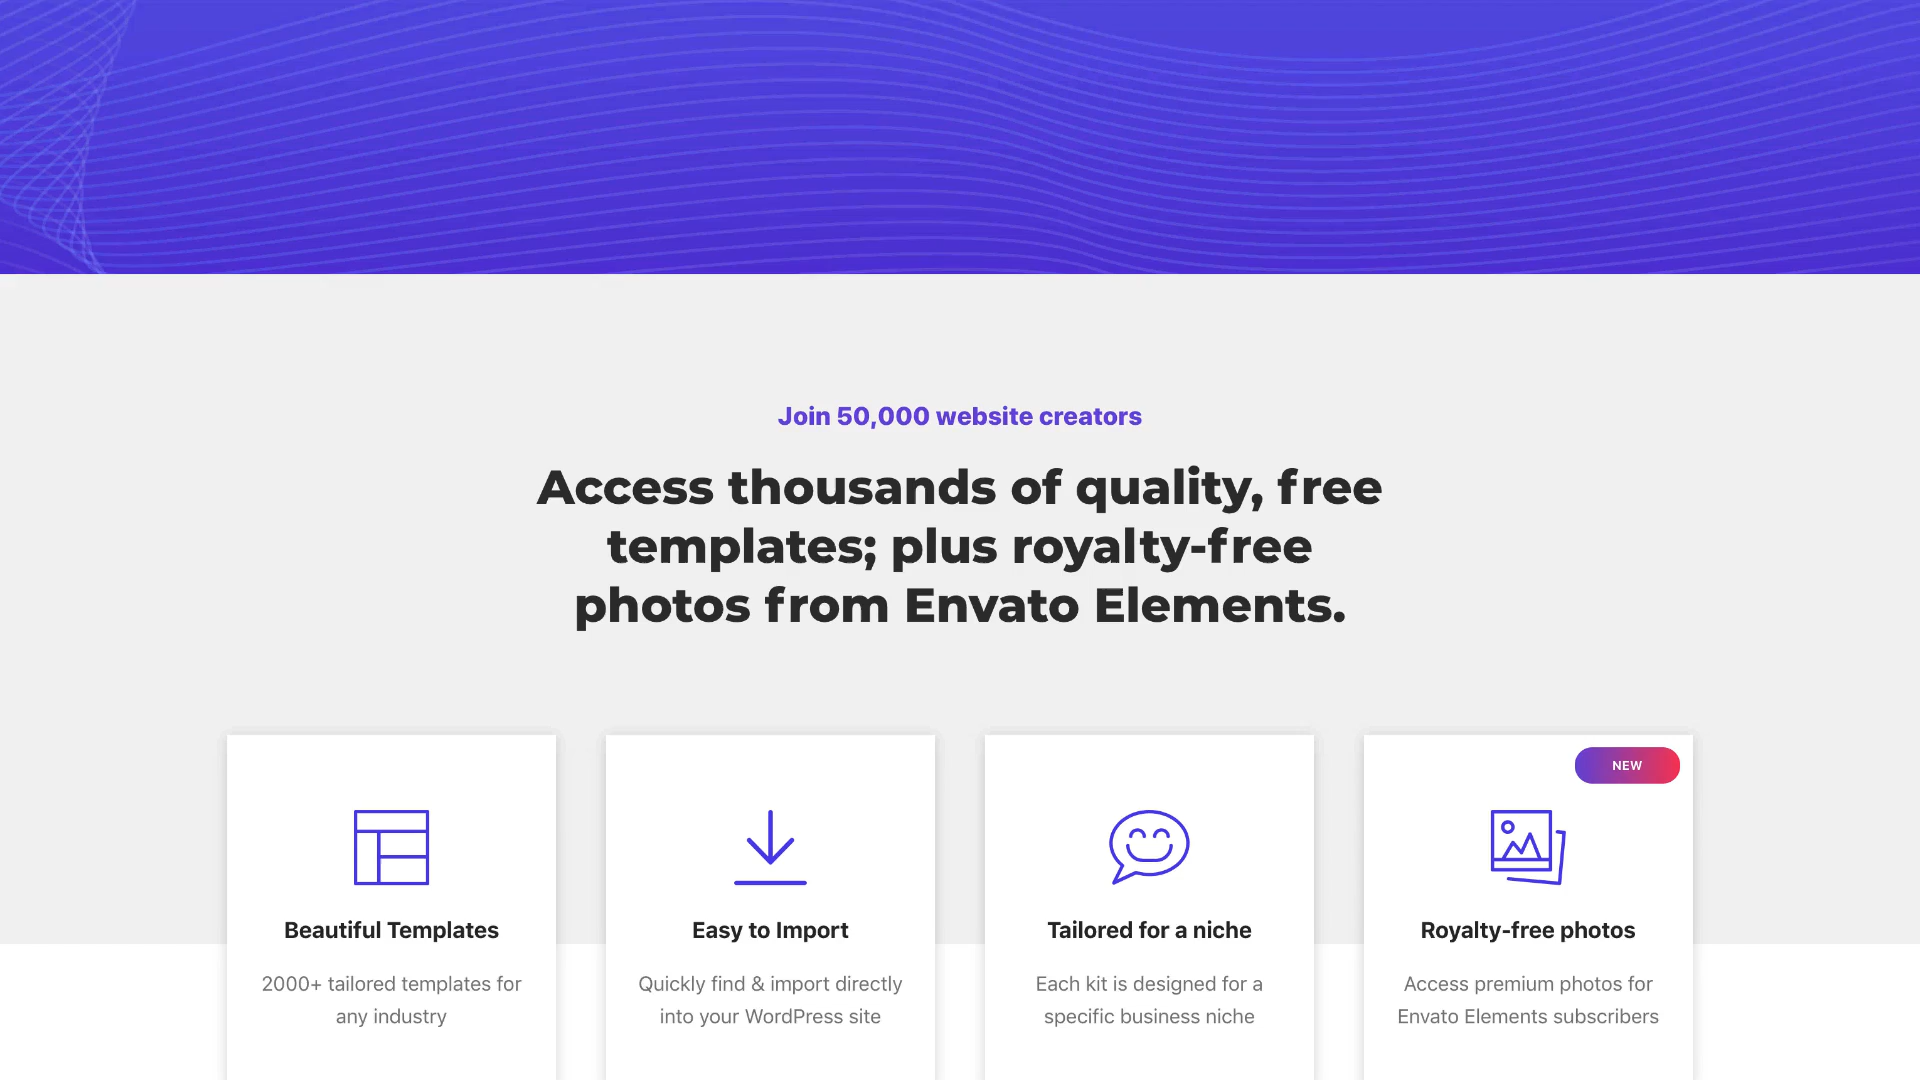 Join 50,000 website creators
Access thousands of quality, free
templates; plus royalty-free
photos from Envato Elements.
Beautiful Templates
2000+ tailored templates for
any industry
Easy to Import
Quickly find & import directly
into your WordPress site
Tailored for a niche
Each kit is designed for a
specific business niche
NEW
Royalty-free photos
Access premium photos for
Envato Elements subscribers